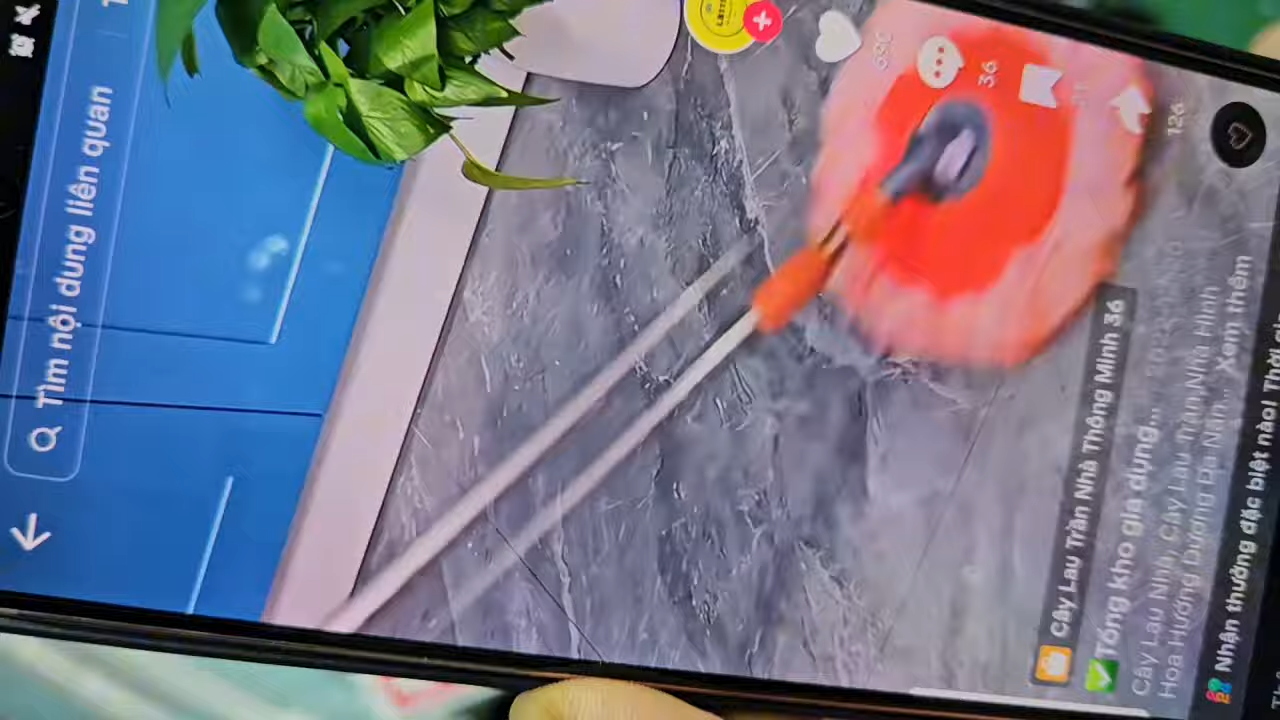 Tìm nội dung liên quan
690
36
126
Cây Lau Trần Nhà Thông Minh 36
Tổng kho gia dụng...
Cây Lau Nhà, Cây Lau Trần Nhà Hình
Hoa Hướng Dương Đa Năn... Xem thêm
Nhận thưởng đặc biệt nào! Thời